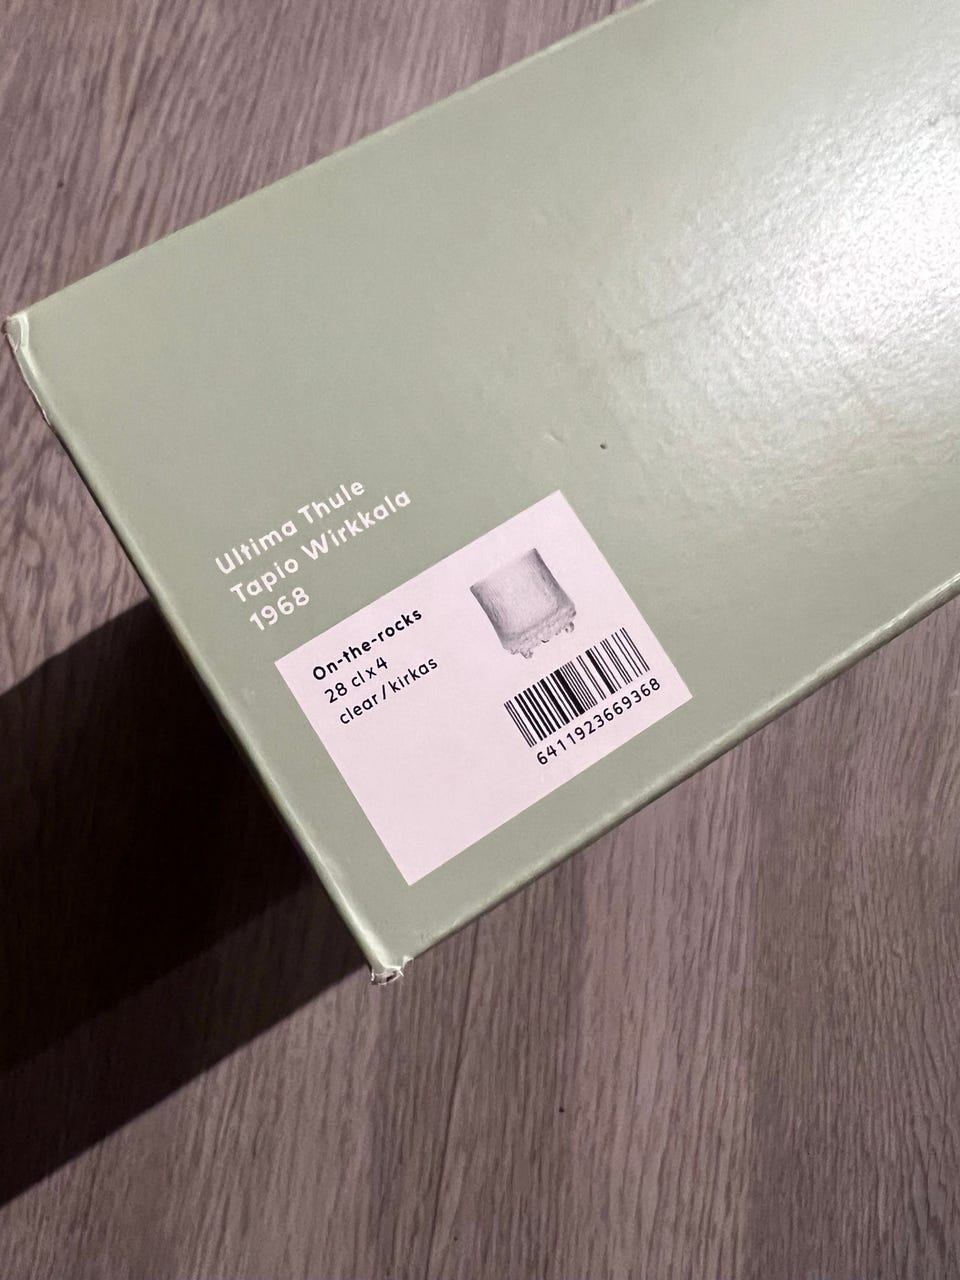 Ultima Thule
Tapio Wirkkala
1968
On-the-rocks
28 cl x 4
clear / kirkas
6411923669368